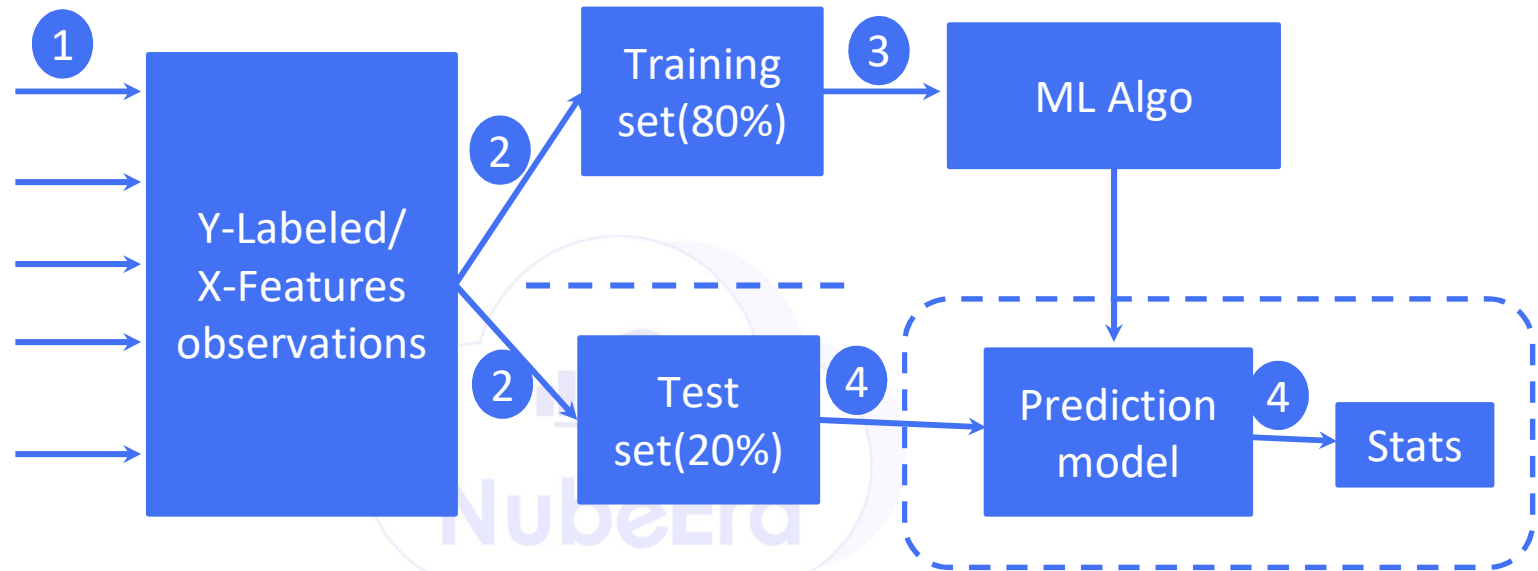 1
Y-Labeled/
X-Features
observations
2
Training
set(80%)
3
ML Algo
2
Test
set(20%)
4
Prediction
model
4
Stats
NubeEra